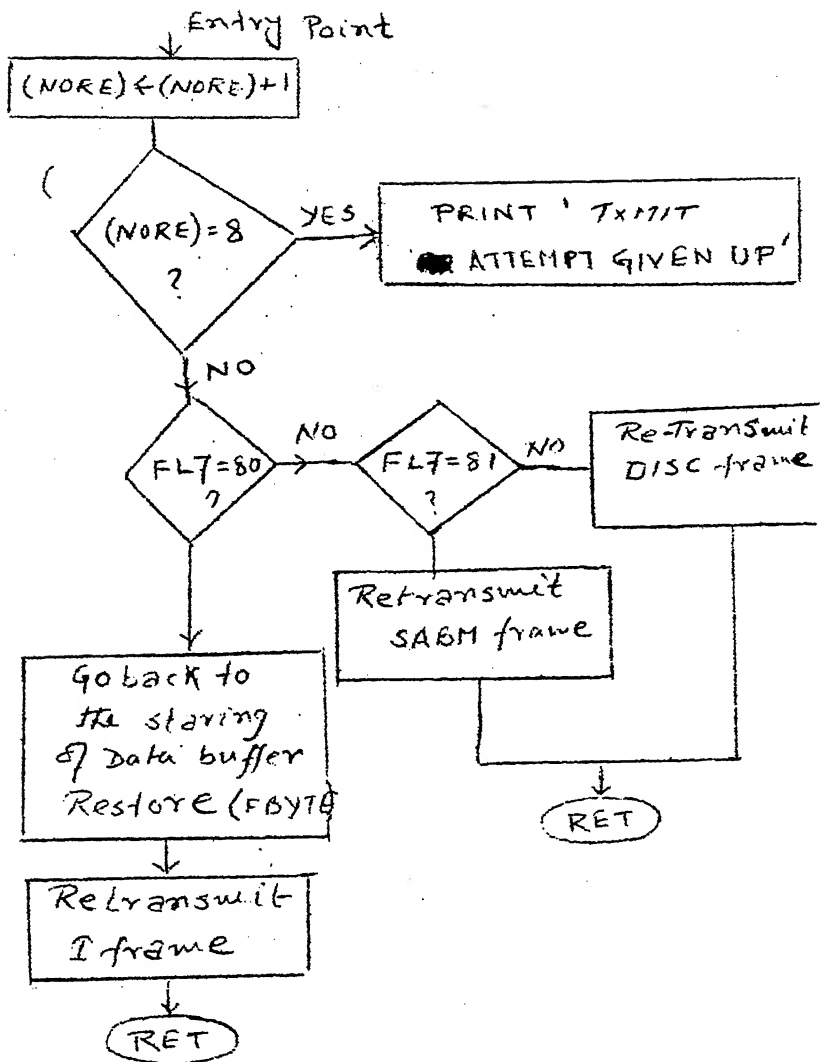 Entry Point
(NORE)←(NORE)+1
(
(NORE)=8
?
YES
PRINT ' TXMIT
ATTEMPT GIVEN UP'
NO
FL7=80
?
NO
FL7=81
?
NO
Re-Transmit
DISC frame
Retransmit
SABM frame
RET
Go back to
the staring
of Data buffer
Restore (FBYTE
Retransmit
I frame
RET